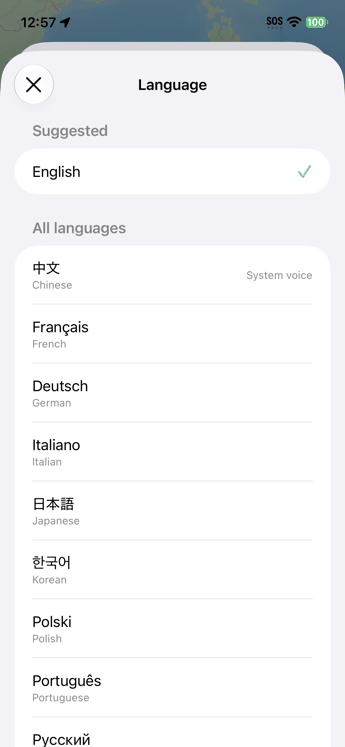 12:57
SOS
100
Language
Suggested
English
All languages
中文
Chinese
System voice
Français
French
Deutsch
German
Italiano
Italian
日本語
Japanese
한국어
Korean
Polski
Polish
Português
Portuguese
Русский